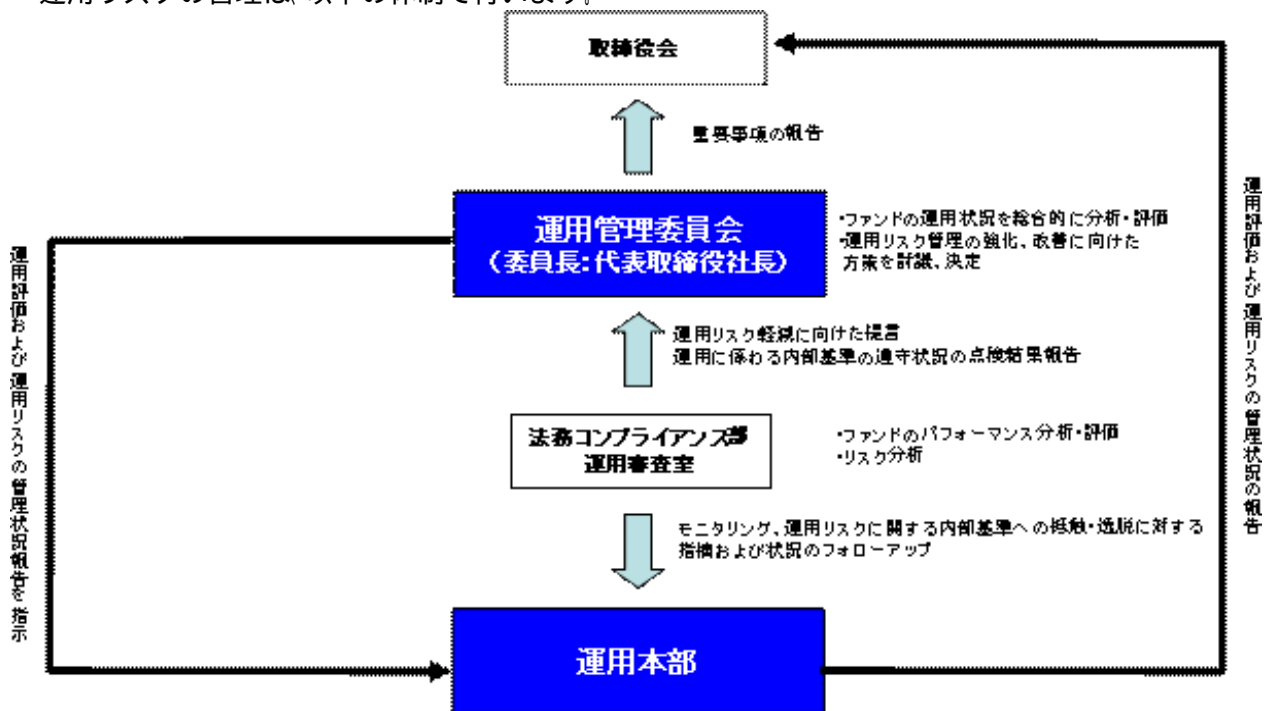 運用リスクの管理は、以下の体制で行います。
取締役会
重要事項の報告
運用管理委員会
（委員長：代表取締役社長）
・ファンドの運用状況を総合的に分析・評価
・運用リスク管理の強化、改善に向けた
方策を討議、決定
運用リスク軽減に向けた提言
運用に係わる内部基準の遵守状況の点検結果報告
法務コンプライアンス部
運用審査室
・ファンドのパフォーマンス分析・評価
・リスク分析
モニタリング、運用リスクに関する内部基準への抵触・逸脱に対する
指摘および状況のフォローアップ
運用本部
運用評価および運用リスクの管理状況報告を指示
運用評価および運用リスクの管理状況の報告